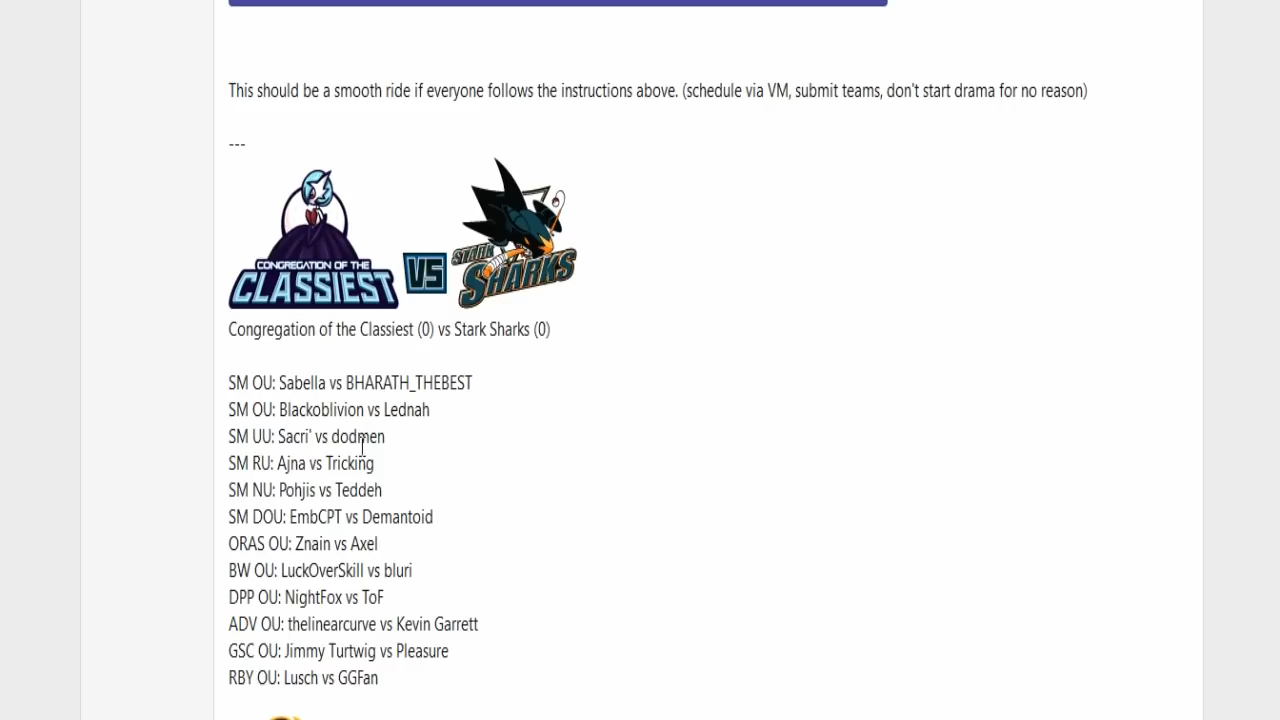 This should be a smooth ride if everyone follows the instructions above. (schedule via VM, submit teams, don't start drama for no reason)
---
CONGREGATION OF THE
CLASSIEST
VS
STARK
SHARKS
Congregation of the Classiest (0) vs Stark Sharks (0)
SM OU: Sabella vs BHARATH_THEBEST
SM OU: Blackoblivion vs Lednah
SM UU: Sacri' vs dodmen
SM RU: Ajna vs Tricking
SM NU: Pohjis vs Teddeh
SM DOU: EmbCPT vs Demantoid
ORAS OU: Znain vs Axel
BW OU: LuckOverSkill vs bluri
DPP OU: NightFox vs ToF
ADV OU: thelinearcurve vs Kevin Garrett
GSC OU: Jimmy Turtwig vs Pleasure
RBY OU: Lusch vs GGFan